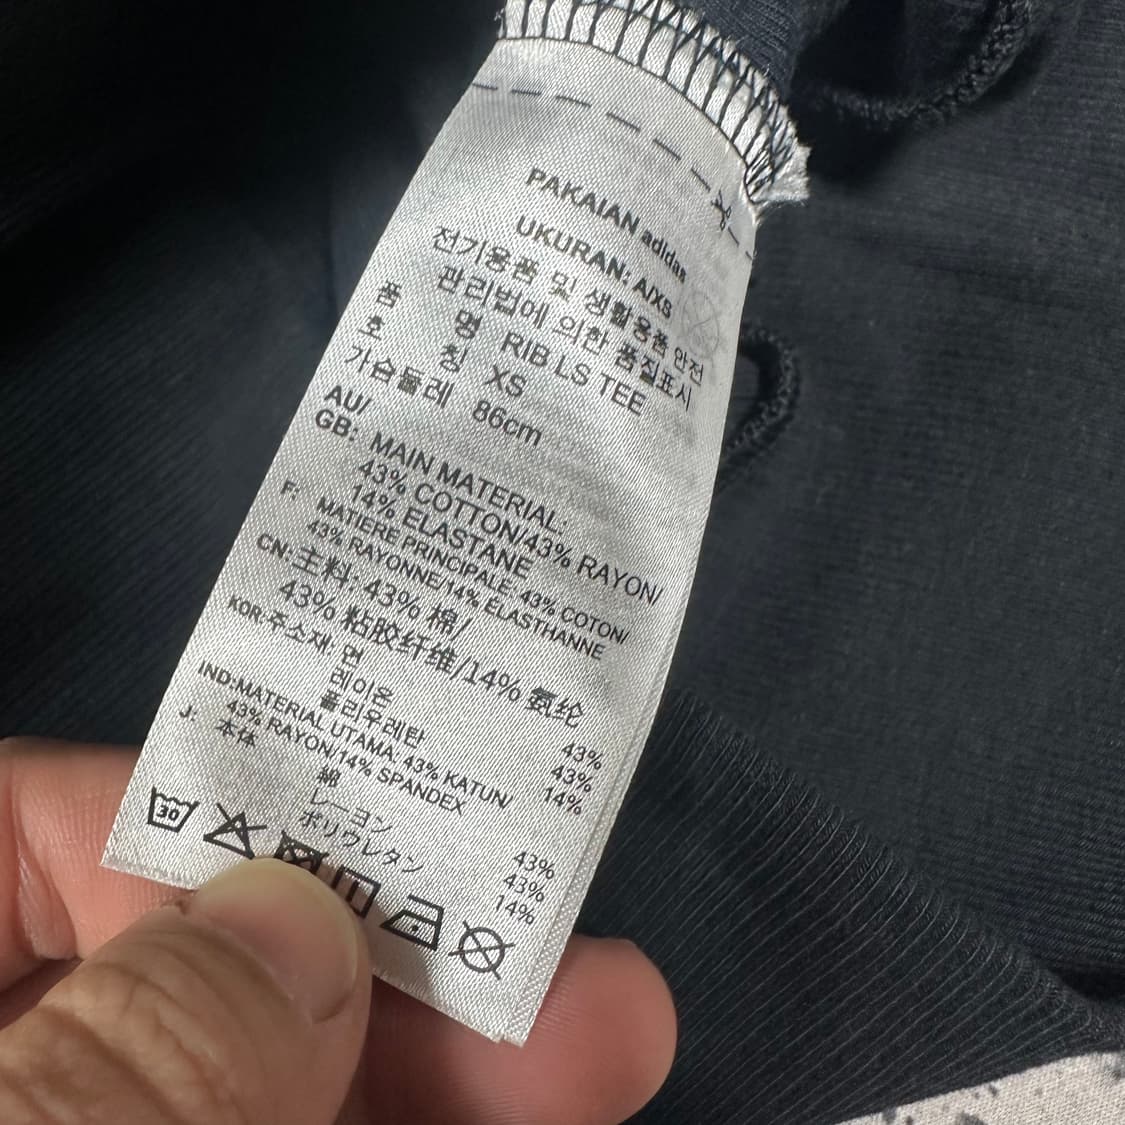 PAKAIAN adidas
UKURAN: A/XS
전기용품 및 생활용품 안전
관리법에 의한 품질표시
품 명 RIB LS TEE
호 칭 XS
가슴둘레 86cm
AU/
GB: MAIN MATERIAL:
43% COTTON/43% RAYON/
14% ELASTANE
F: MATIERE PRINCIPALE: 43% COTON/
43% RAYONNE/14% ÉLASTHANNE
CN: 主料: 43% 棉/
43% 粘胶纤维/14% 氨纶
KOR: 주소재: 면 43%
레이온 43%
폴리우레탄 14%
IND:MATERIAL UTAMA: 43% KATUN/
43% RAYON/14% SPANDEX
J: 本体
綿 43%
レーヨン 43%
ポリウレタン 14%
30